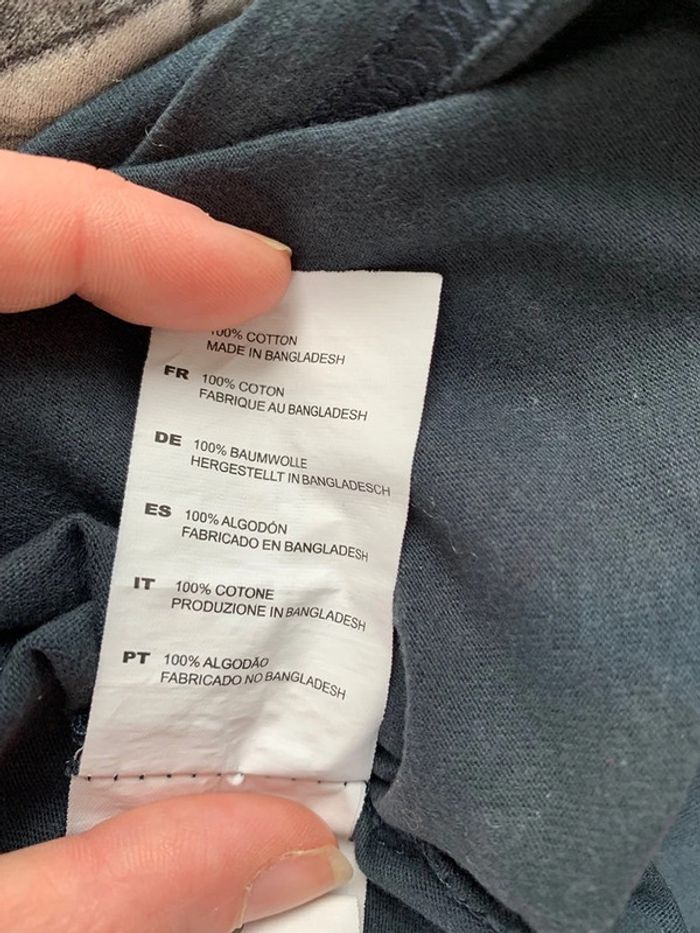 100% COTTON
MADE IN BANGLADESH
FR 100% COTON
FABRIQUE AU BANGLADESH
DE 100% BAUMWOLLE
HERGESTELLT IN BANGLADESCH
ES 100% ALGODÓN
FABRICADO EN BANGLADESH
IT 100% COTONE
PRODUZIONE IN BANGLADESH
PT 100% ALGODÃO
FABRICADO NO BANGLADESH